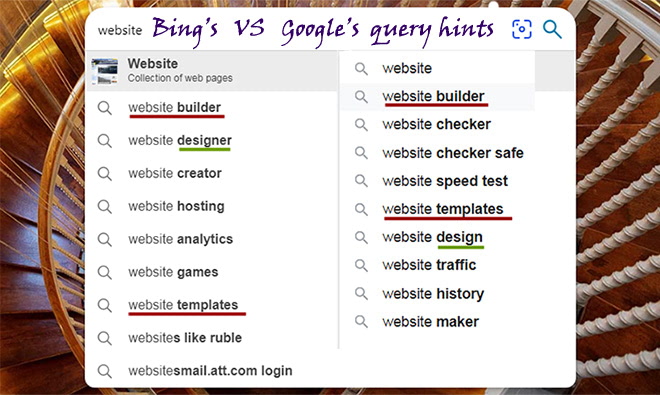 website Bing's VS Google's query hints
Website
Collection of web pages
website builder
website designer
website creator
website hosting
website analytics
website games
website templates
websites like ruble
websitesmail.att.com login
website
website builder
website checker
website checker safe
website speed test
website templates
website design
website traffic
website history
website maker